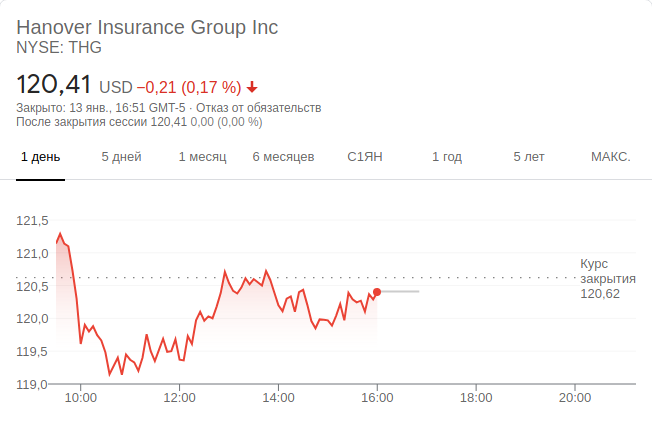 Hanover Insurance Group Inc
NYSE: THG
120,41 USD −0,21 (0,17 %)
Закрыто: 13 янв., 16:51 GMT-5 · Отказ от обязательств
После закрытия сессии 120,41 0,00 (0,00 %)
1 день 5 дней 1 месяц 6 месяцев С1ЯН 1 год 5 лет МАКС.
121,5
121,0
120,5
120,0
119,5
119,0
Курс
закрытия
120,62
10:00 12:00 14:00 16:00 18:00 20:00